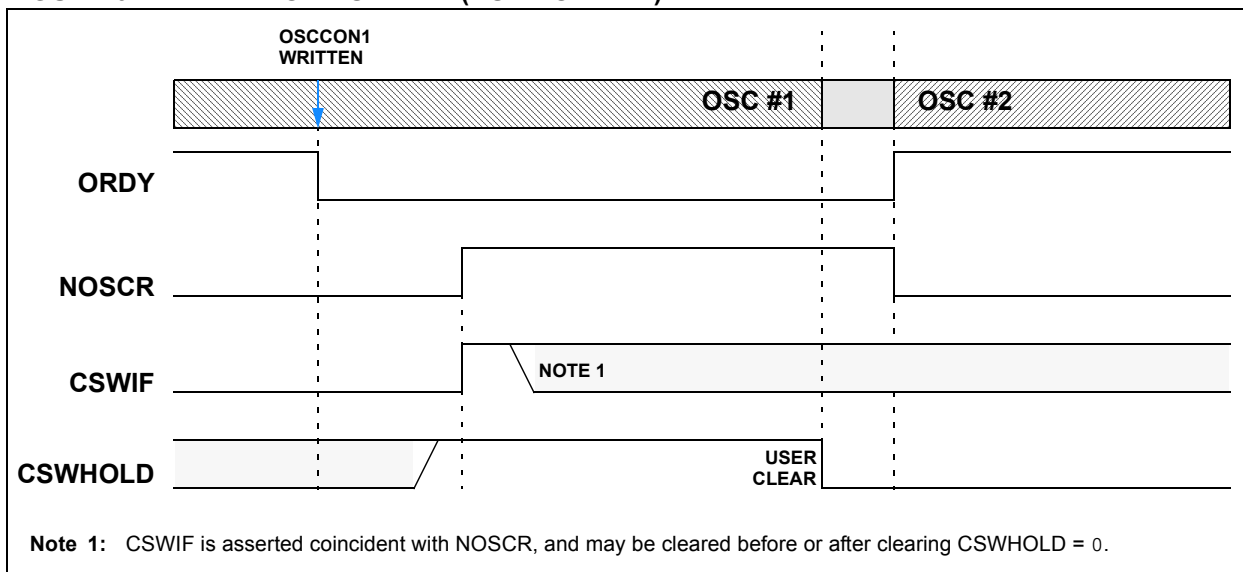 OSCCON1
WRITTEN
OSC #1
OSC #2
ORDY
NOSCR
CSWIF
NOTE 1
CSWHOLD
USER
CLEAR
Note 1: CSWIF is asserted coincident with NOSCR, and may be cleared before or after clearing CSWHOLD = 0.